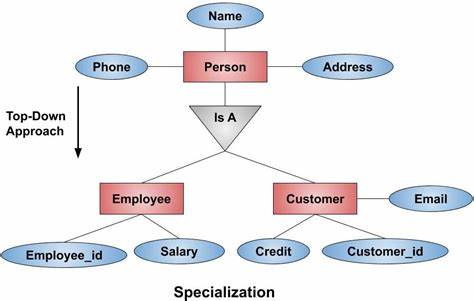 Name
Phone
Person
Address
Top-Down
Approach
Is A
Employee
Customer
Email
Employee_id
Salary
Credit
Customer_id
Specialization